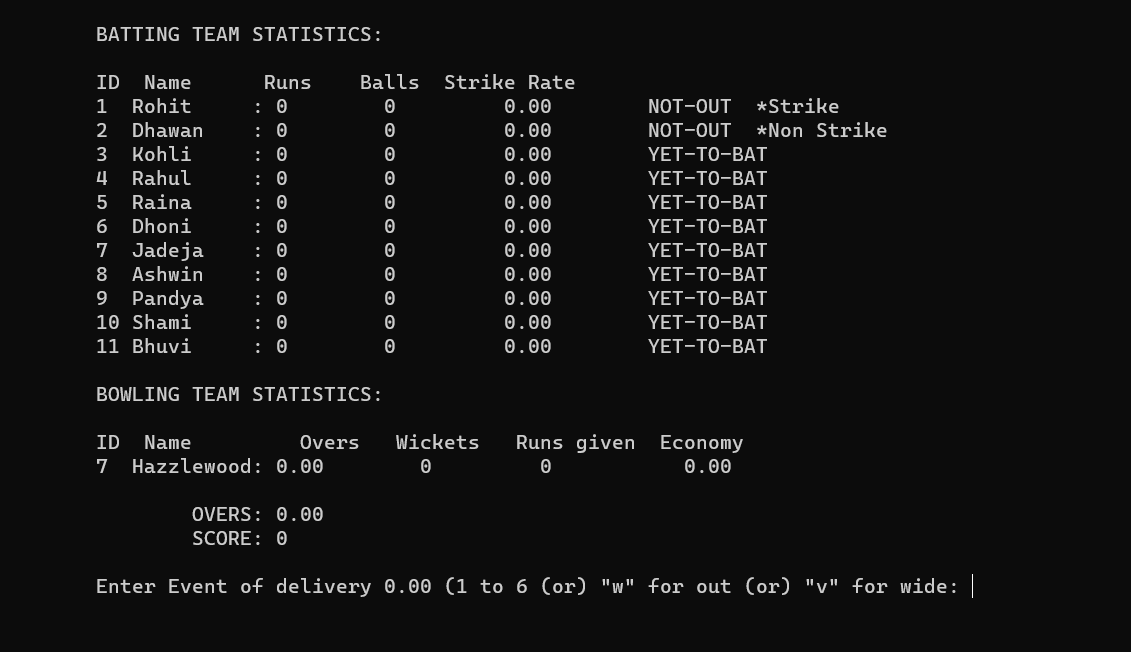 BATTING TEAM STATISTICS:
ID  Name      Runs    Balls  Strike Rate
1  Rohit     : 0        0         0.00        NOT-OUT  *Strike
2  Dhawan    : 0        0         0.00        NOT-OUT  *Non Strike
3  Kohli     : 0        0         0.00        YET-TO-BAT
4  Rahul     : 0        0         0.00        YET-TO-BAT
5  Raina     : 0        0         0.00        YET-TO-BAT
6  Dhoni     : 0        0         0.00        YET-TO-BAT
7  Jadeja    : 0        0         0.00        YET-TO-BAT
8  Ashwin    : 0        0         0.00        YET-TO-BAT
9  Pandya    : 0        0         0.00        YET-TO-BAT
10 Shami     : 0        0         0.00        YET-TO-BAT
11 Bhuvi     : 0        0         0.00        YET-TO-BAT
BOWLING TEAM STATISTICS:
ID  Name         Overs   Wickets   Runs given  Economy
7  Hazzlewood: 0.00        0         0           0.00
OVERS: 0.00
SCORE: 0
Enter Event of delivery 0.00 (1 to 6 (or) "w" for out (or) "v" for wide: